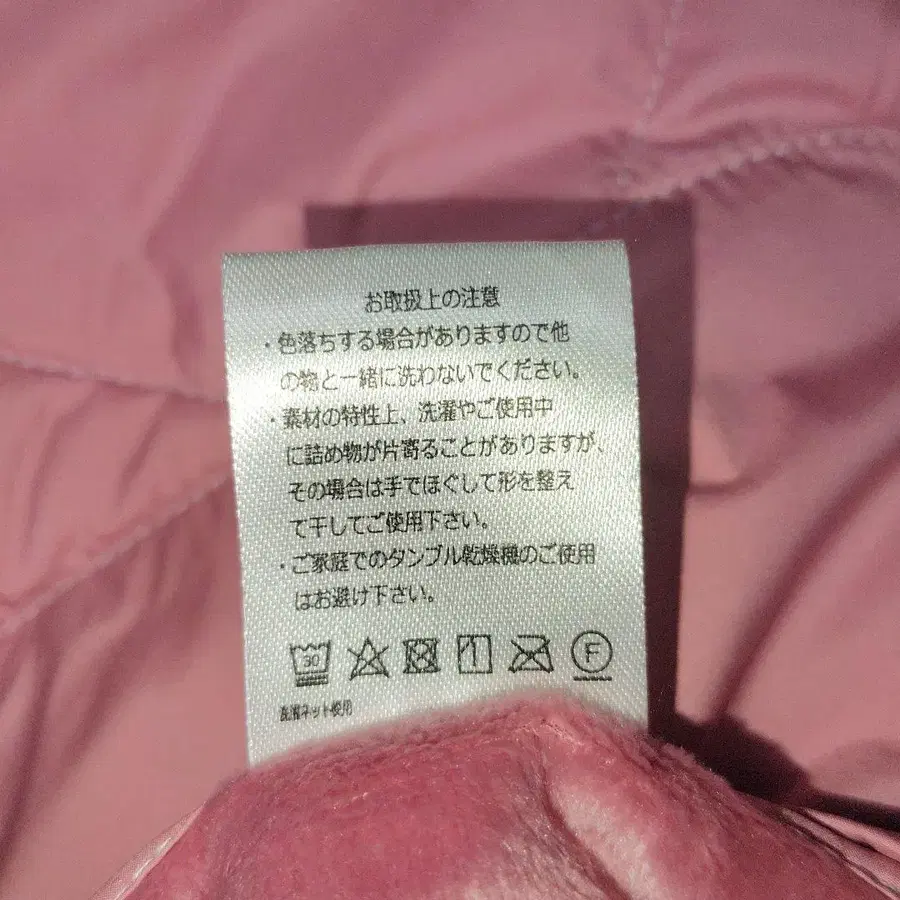 お取扱上の注意
・色落ちする場合がありますので他
の物と一緒に洗わないでください。
・素材の特性上、洗濯やご使用中
に詰め物が片寄ることがありますが、
その場合は手でほぐして形を整え
て干してご使用下さい。
・ご家庭でのタンブル乾燥機のご使用
はお避け下さい。
30 F
洗濯ネット使用